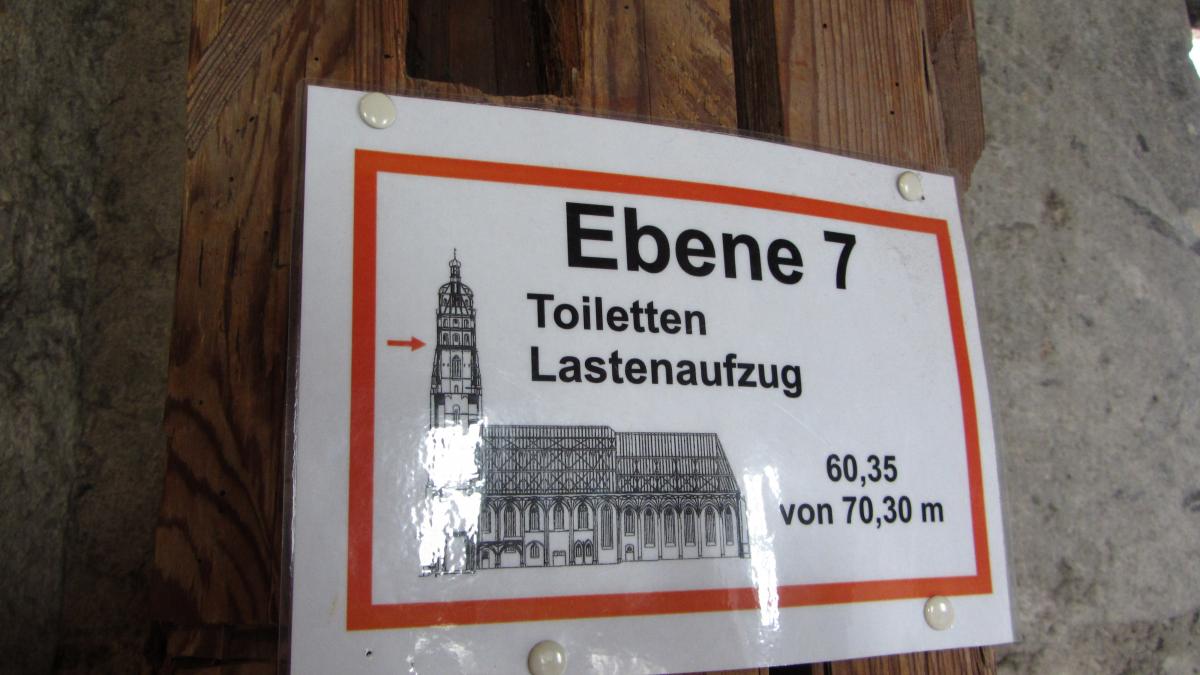 Ebene 7
Toiletten
Lastenaufzug
60,35
von 70,30 m